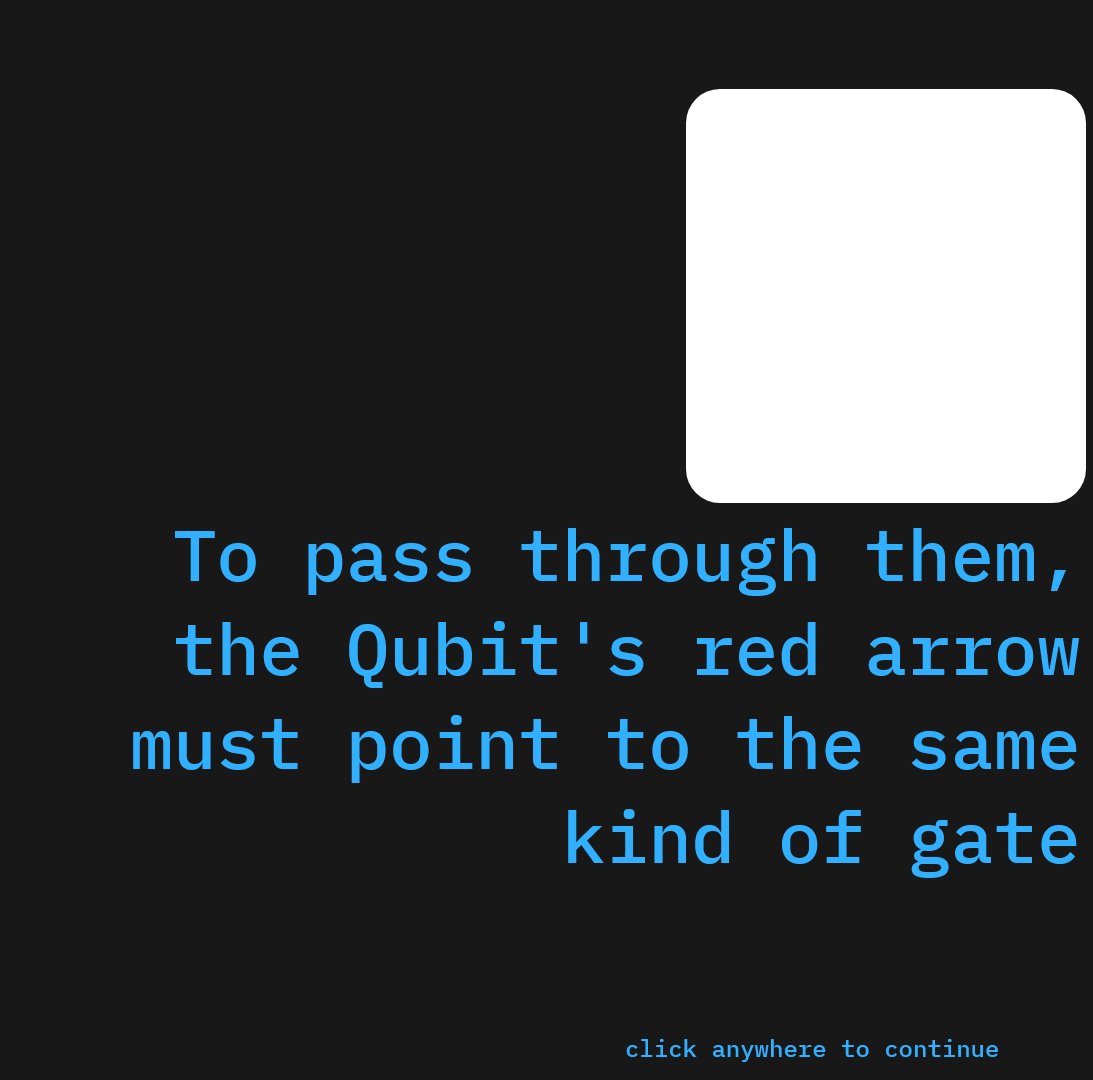 To pass through them,
the Qubit's red arrow
must point to the same
kind of gate
click anywhere to continue